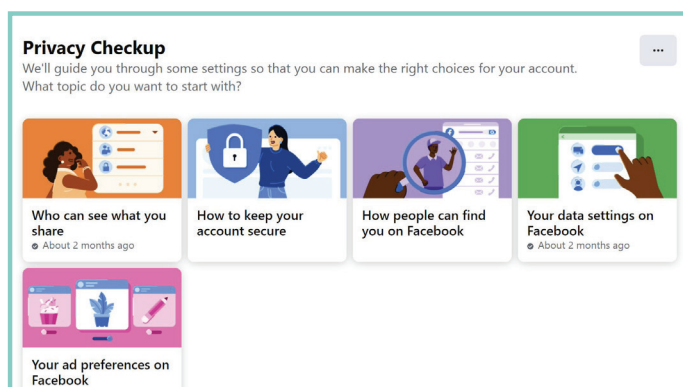 Privacy Checkup
We'll guide you through some settings so that you can make the right choices for your account.
What topic do you want to start with?
Who can see what you
share
About 2 months ago
How to keep your
account secure
How people can find
you on Facebook
Your data settings on
Facebook
About 2 months ago
Your ad preferences on
Facebook